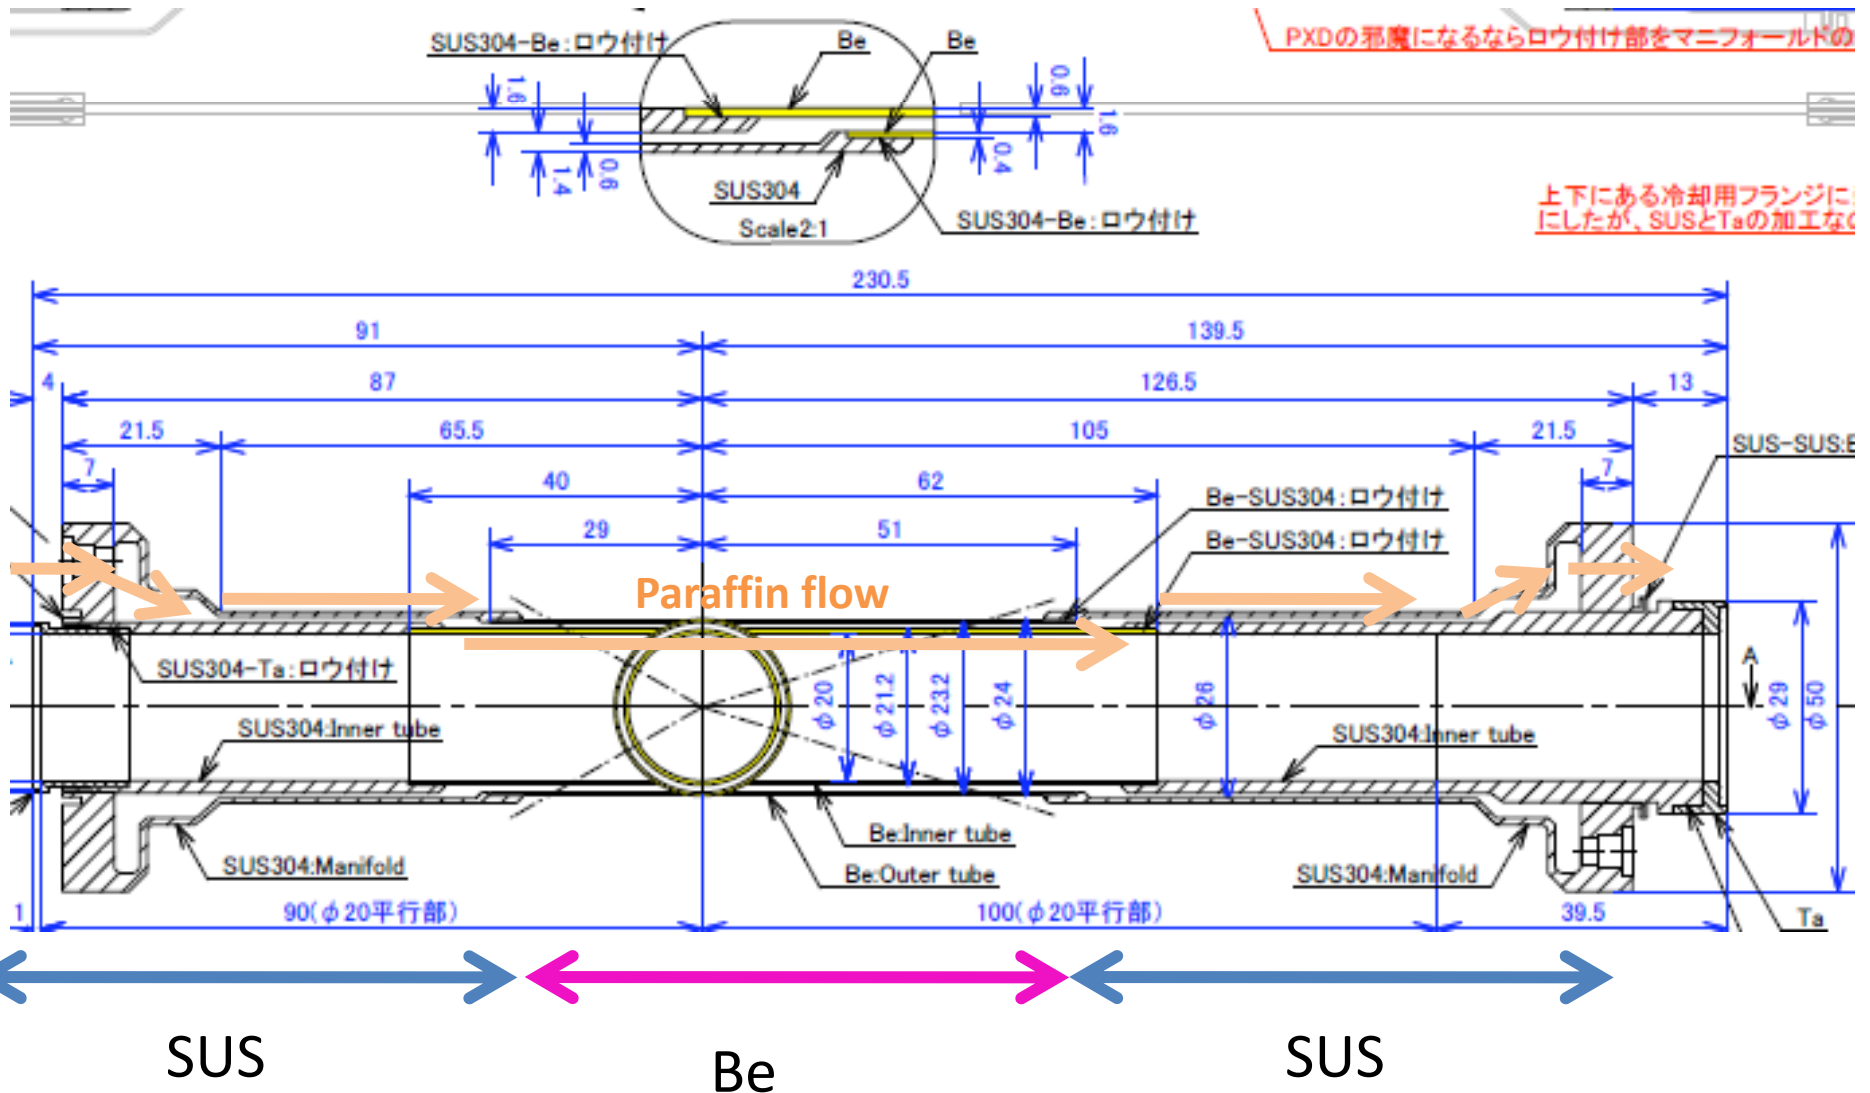 SUS304-Be:ロウ付け
Be
Be
PXDの邪魔になるならロウ付け部をマニフォールドの
1.6
0.6
1.6
0.4
0.6
1.4
SUS304
Scale2:1
SUS304-Be:ロウ付け
上下にある冷却用フランジに
にしたが、SUSとTaの加工なの
230.5
91
139.5
4
87
126.5
13
21.5
65.5
105
21.5
SUS-SUS:E
7
40
62
7
Be-SUS304:ロウ付け
29
51
Be-SUS304:ロウ付け
Paraffin flow
SUS304-Ta:ロウ付け
φ20
φ21.2
φ23.2
φ24
φ26
A
φ29
φ50
SUS304:Inner tube
SUS304:Inner tube
Be:Inner tube
SUS304:Manifold
Be:Outer tube
SUS304:Manifold
1
90(φ20平行部)
100(φ20平行部)
39.5
Ta
SUS
Be
SUS